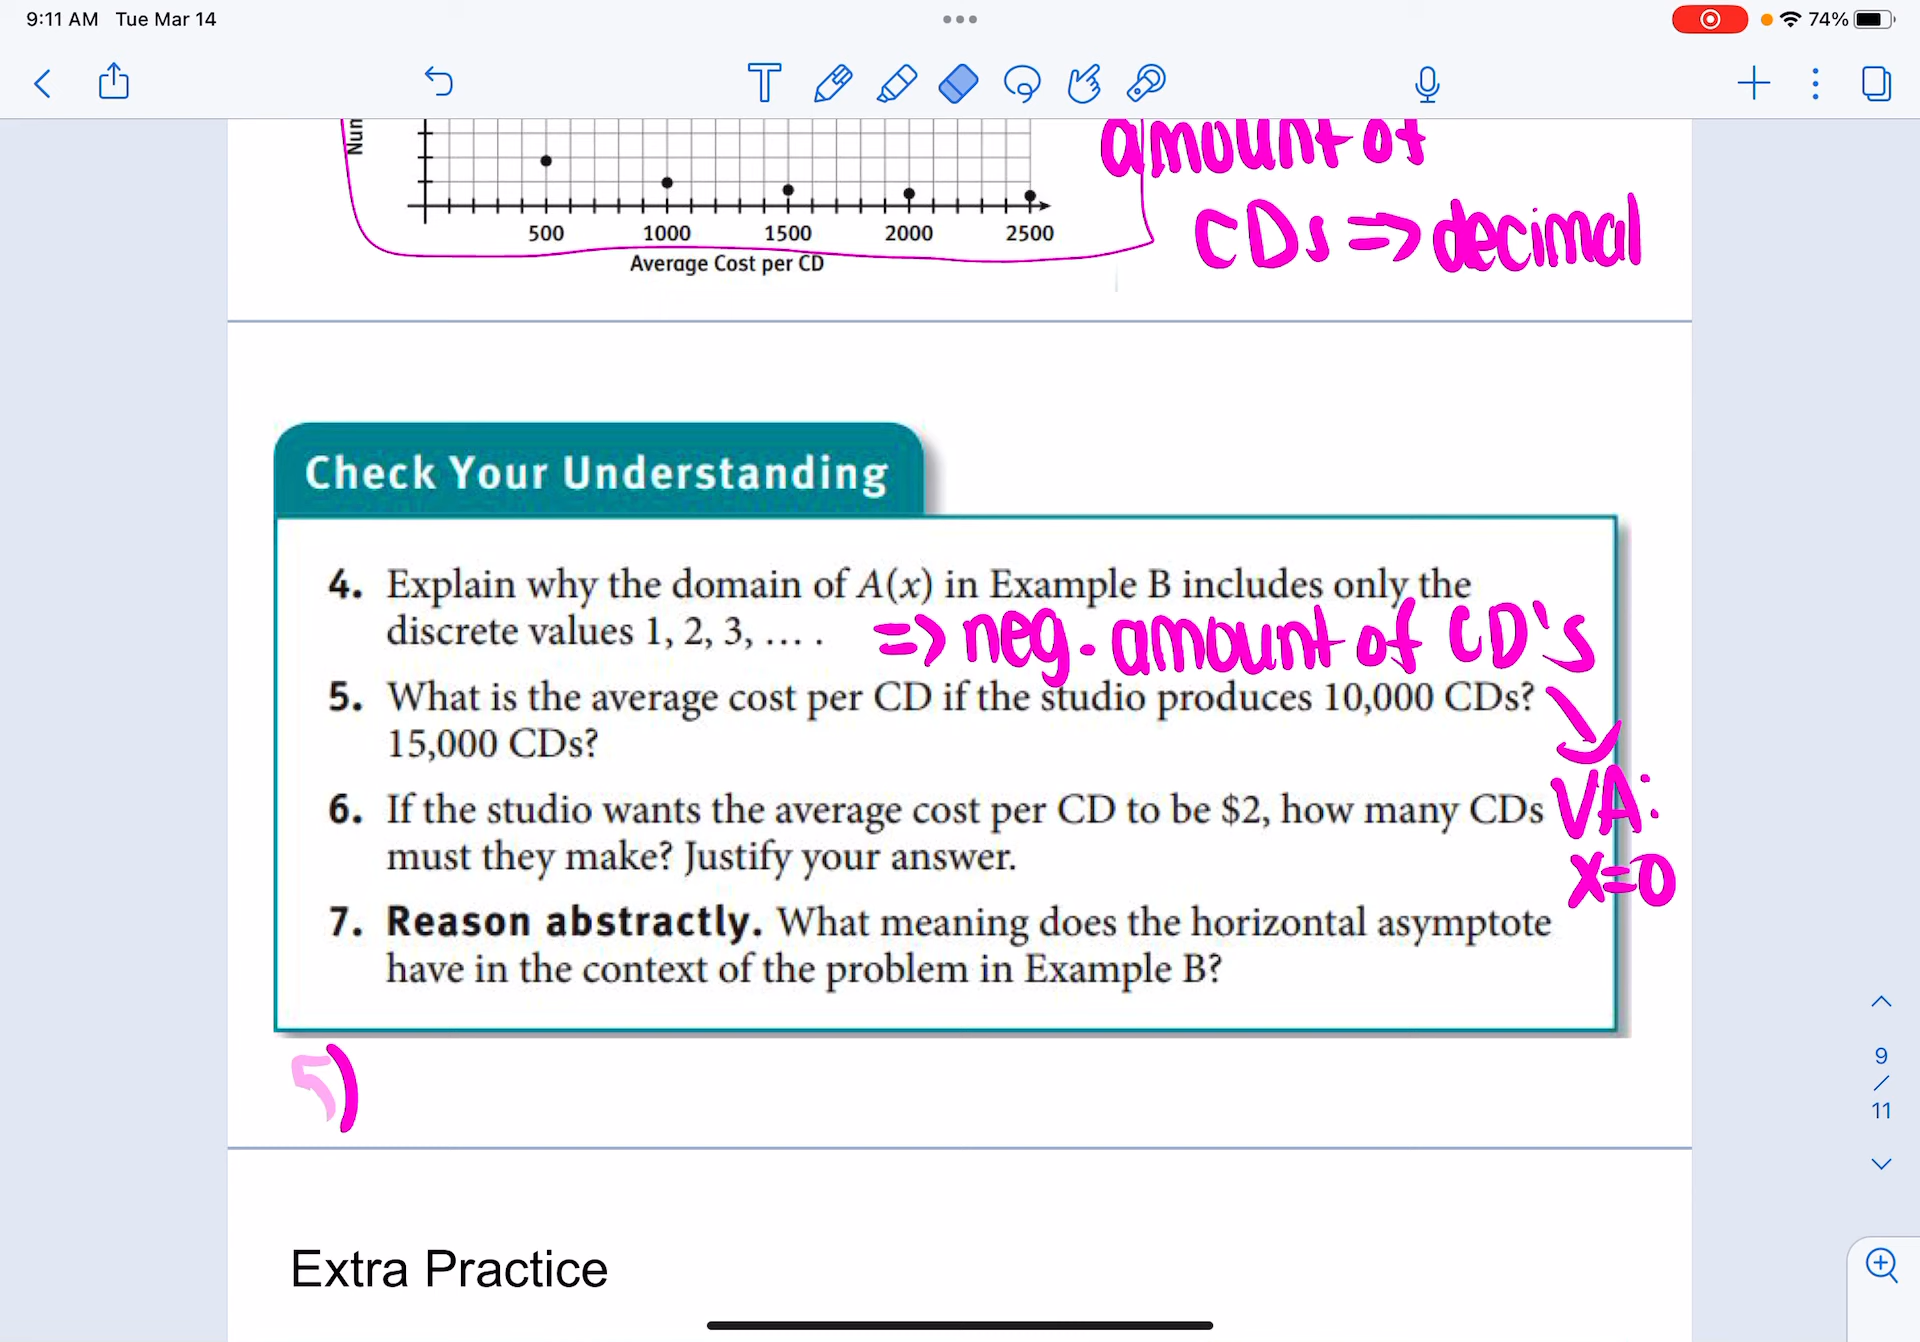 9:11 AM Tue Mar 14
74%
Num
amount of
CDs => decimal
500 1000 1500 2000 2500
Average Cost per CD
Check Your Understanding
4. Explain why the domain of A(x) in Example B includes only the
discrete values 1, 2, 3, … .
=> neg. amount of CD's
5. What is the average cost per CD if the studio produces 10,000 CDs?
15,000 CDs?
VA:
x=0
6. If the studio wants the average cost per CD to be $2, how many CDs
must they make? Justify your answer.
7. Reason abstractly. What meaning does the horizontal asymptote
have in the context of the problem in Example B?
9
/
11
Extra Practice